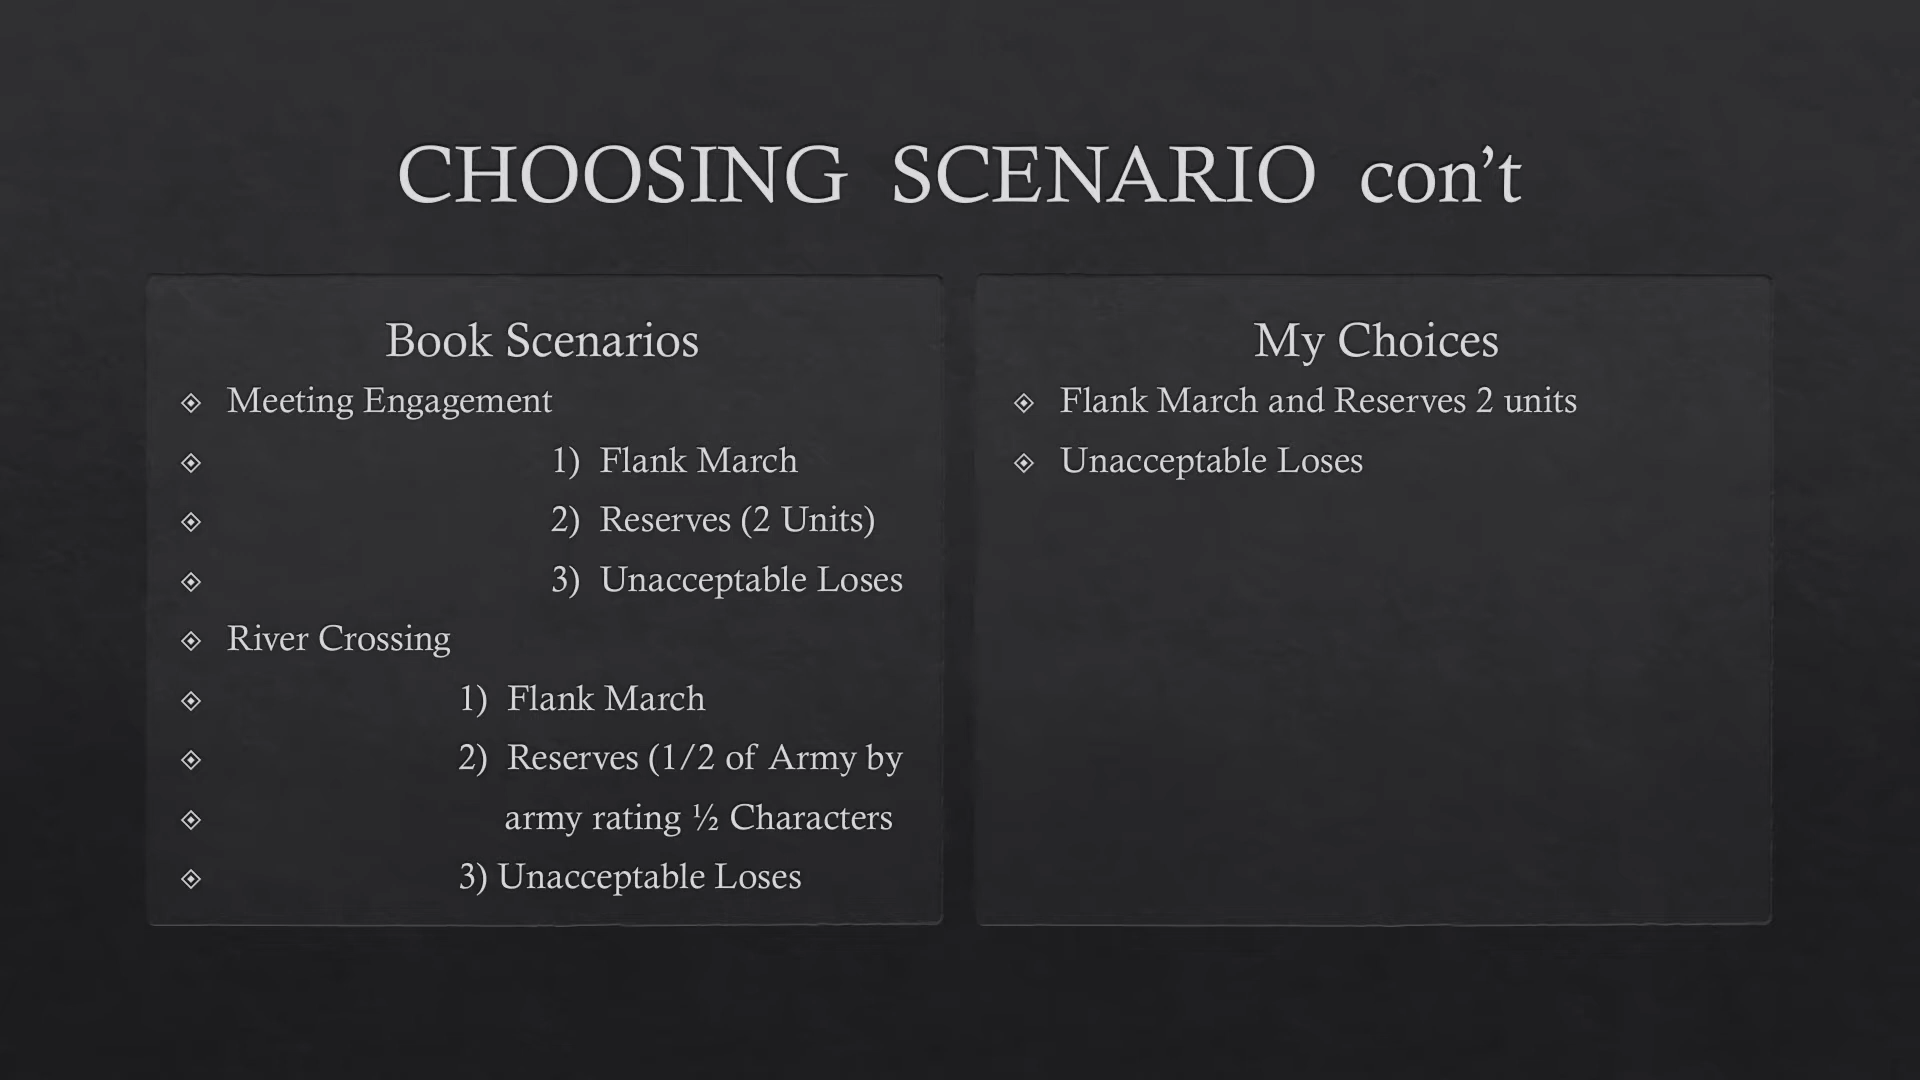 CHOOSING SCENARIO con’t
Book Scenarios
Meeting Engagement
1) Flank March
2) Reserves (2 Units)
3) Unacceptable Loses
River Crossing
1) Flank March
2) Reserves (1/2 of Army by
army rating ½ Characters
3) Unacceptable Loses
My Choices
Flank March and Reserves 2 units
Unacceptable Loses